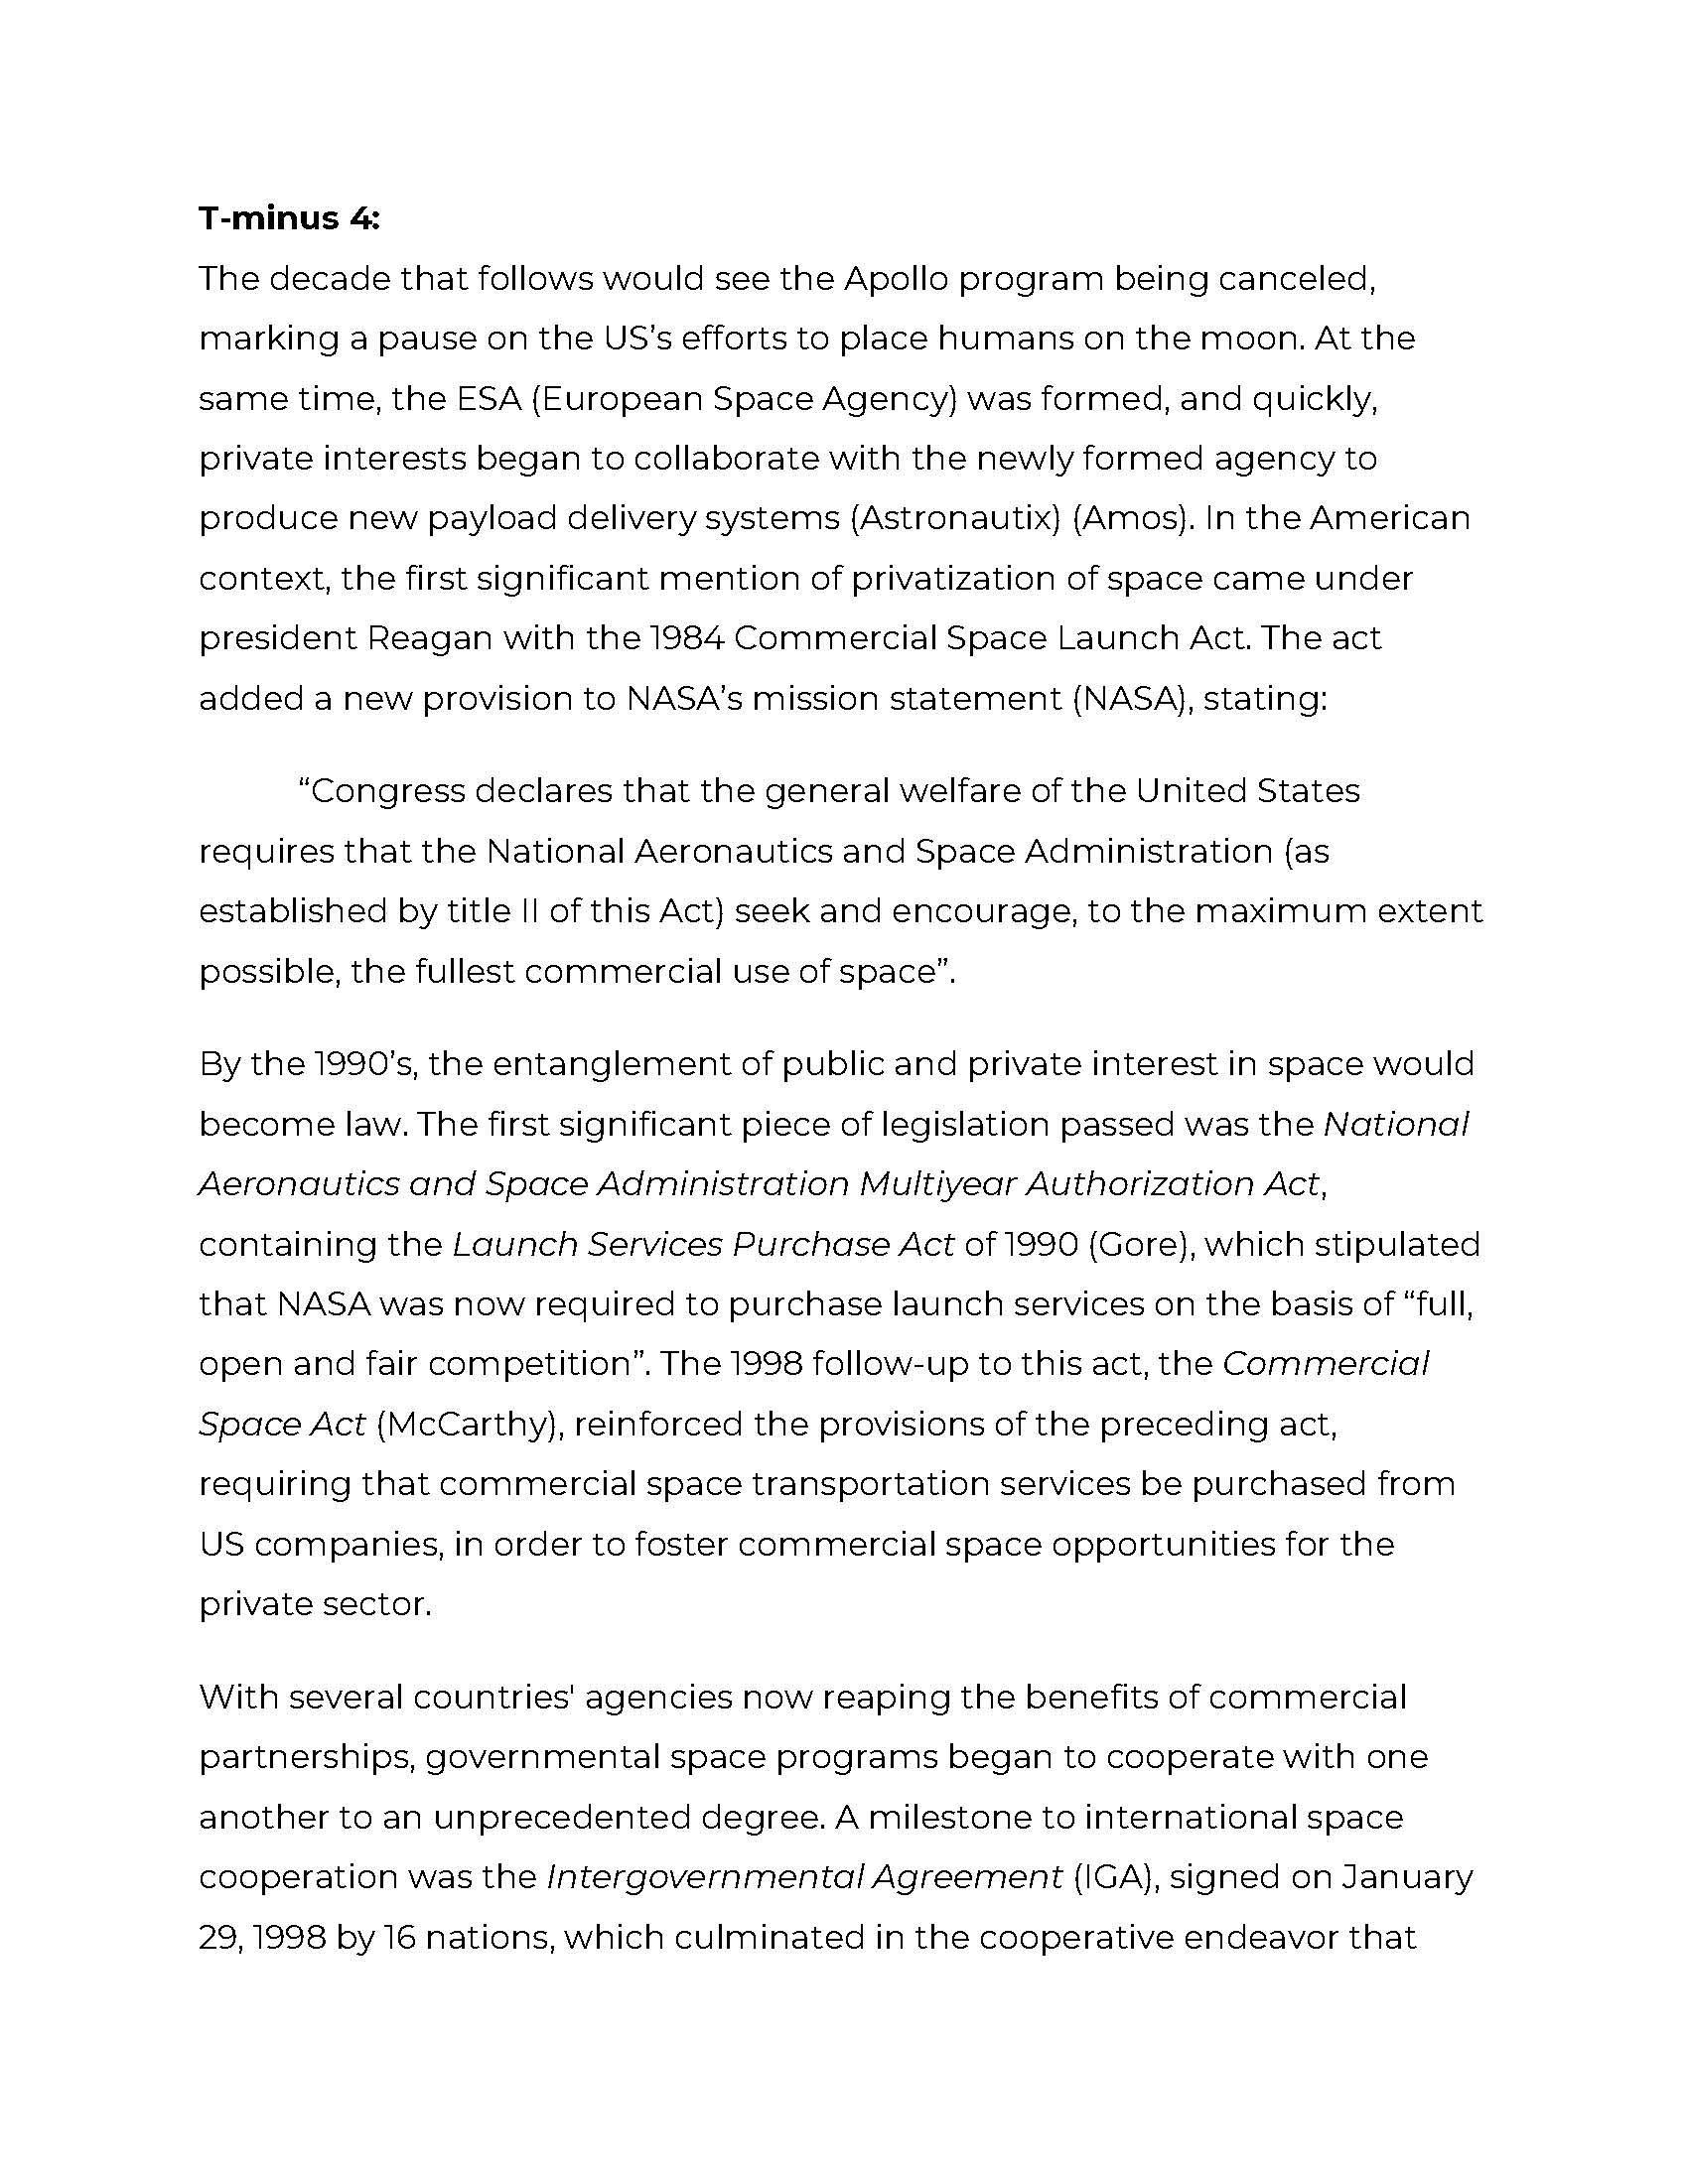 T-minus 4:
The decade that follows would see the Apollo program being canceled,
marking a pause on the US’s efforts to place humans on the moon. At the
same time, the ESA (European Space Agency) was formed, and quickly,
private interests began to collaborate with the newly formed agency to
produce new payload delivery systems (Astronautix) (Amos). In the American
context, the first significant mention of privatization of space came under
president Reagan with the 1984 Commercial Space Launch Act. The act
added a new provision to NASA’s mission statement (NASA), stating:
“Congress declares that the general welfare of the United States
requires that the National Aeronautics and Space Administration (as
established by title II of this Act) seek and encourage, to the maximum extent
possible, the fullest commercial use of space”.
By the 1990’s, the entanglement of public and private interest in space would
become law. The first significant piece of legislation passed was the National
Aeronautics and Space Administration Multiyear Authorization Act,
containing the Launch Services Purchase Act of 1990 (Gore), which stipulated
that NASA was now required to purchase launch services on the basis of “full,
open and fair competition”. The 1998 follow-up to this act, the Commercial
Space Act (McCarthy), reinforced the provisions of the preceding act,
requiring that commercial space transportation services be purchased from
US companies, in order to foster commercial space opportunities for the
private sector.
With several countries' agencies now reaping the benefits of commercial
partnerships, governmental space programs began to cooperate with one
another to an unprecedented degree. A milestone to international space
cooperation was the Intergovernmental Agreement (IGA), signed on January
29, 1998 by 16 nations, which culminated in the cooperative endeavor that